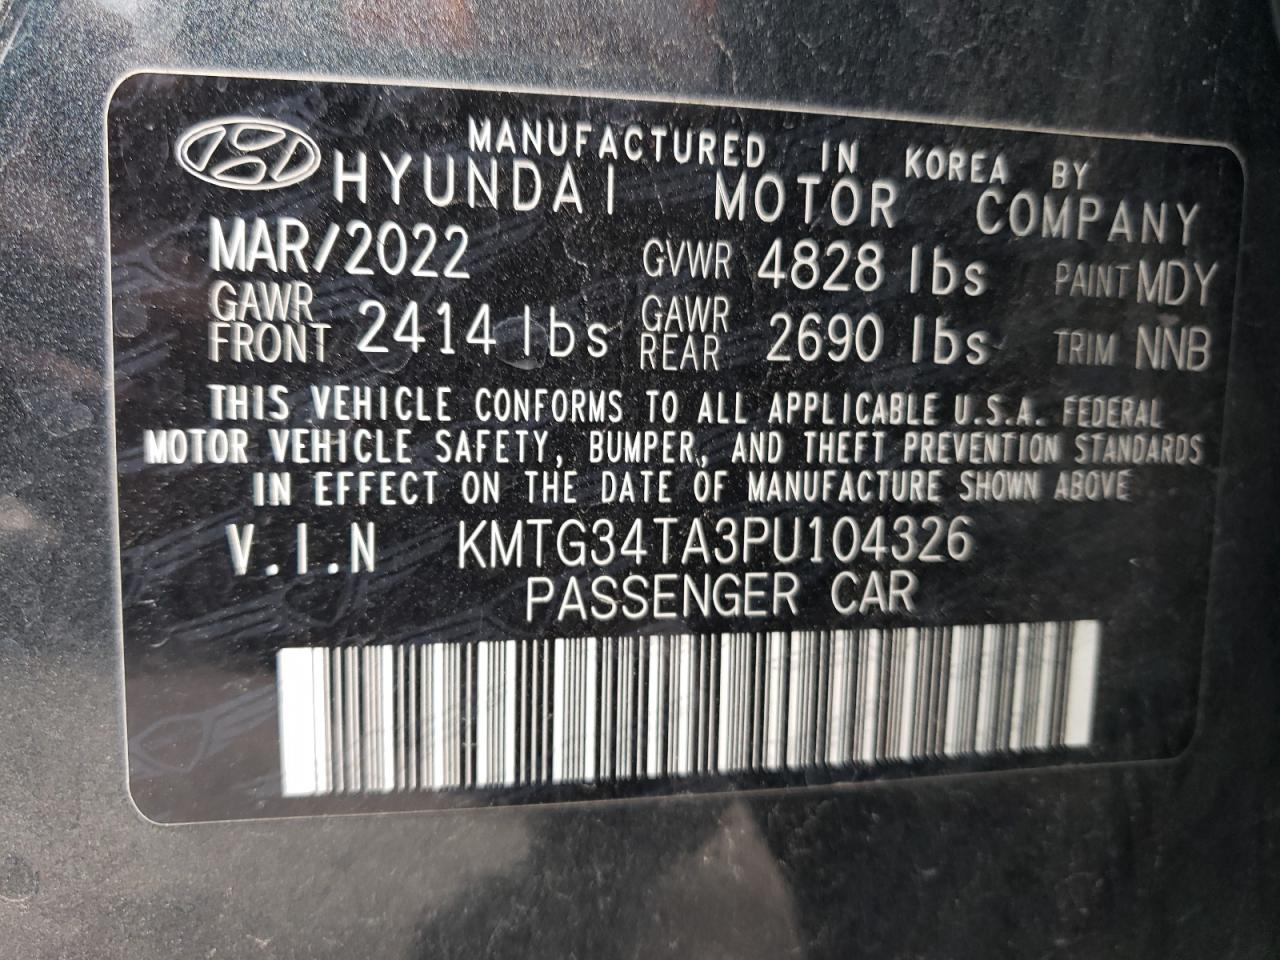 MANUFACTURED IN KOREA BY
HYUNDAI MOTOR COMPANY
MAR/2022 GVWR 4828 lbs PAINT MDY
GAWR FRONT 2414 lbs GAWR REAR 2690 lbs TRIM NNB
THIS VEHICLE CONFORMS TO ALL APPLICABLE U.S.A. FEDERAL
MOTOR VEHICLE SAFETY, BUMPER, AND THEFT PREVENTION STANDARDS
IN EFFECT ON THE DATE OF MANUFACTURE SHOWN ABOVE
V.I.N KMTG34TA3PU104326
PASSENGER CAR